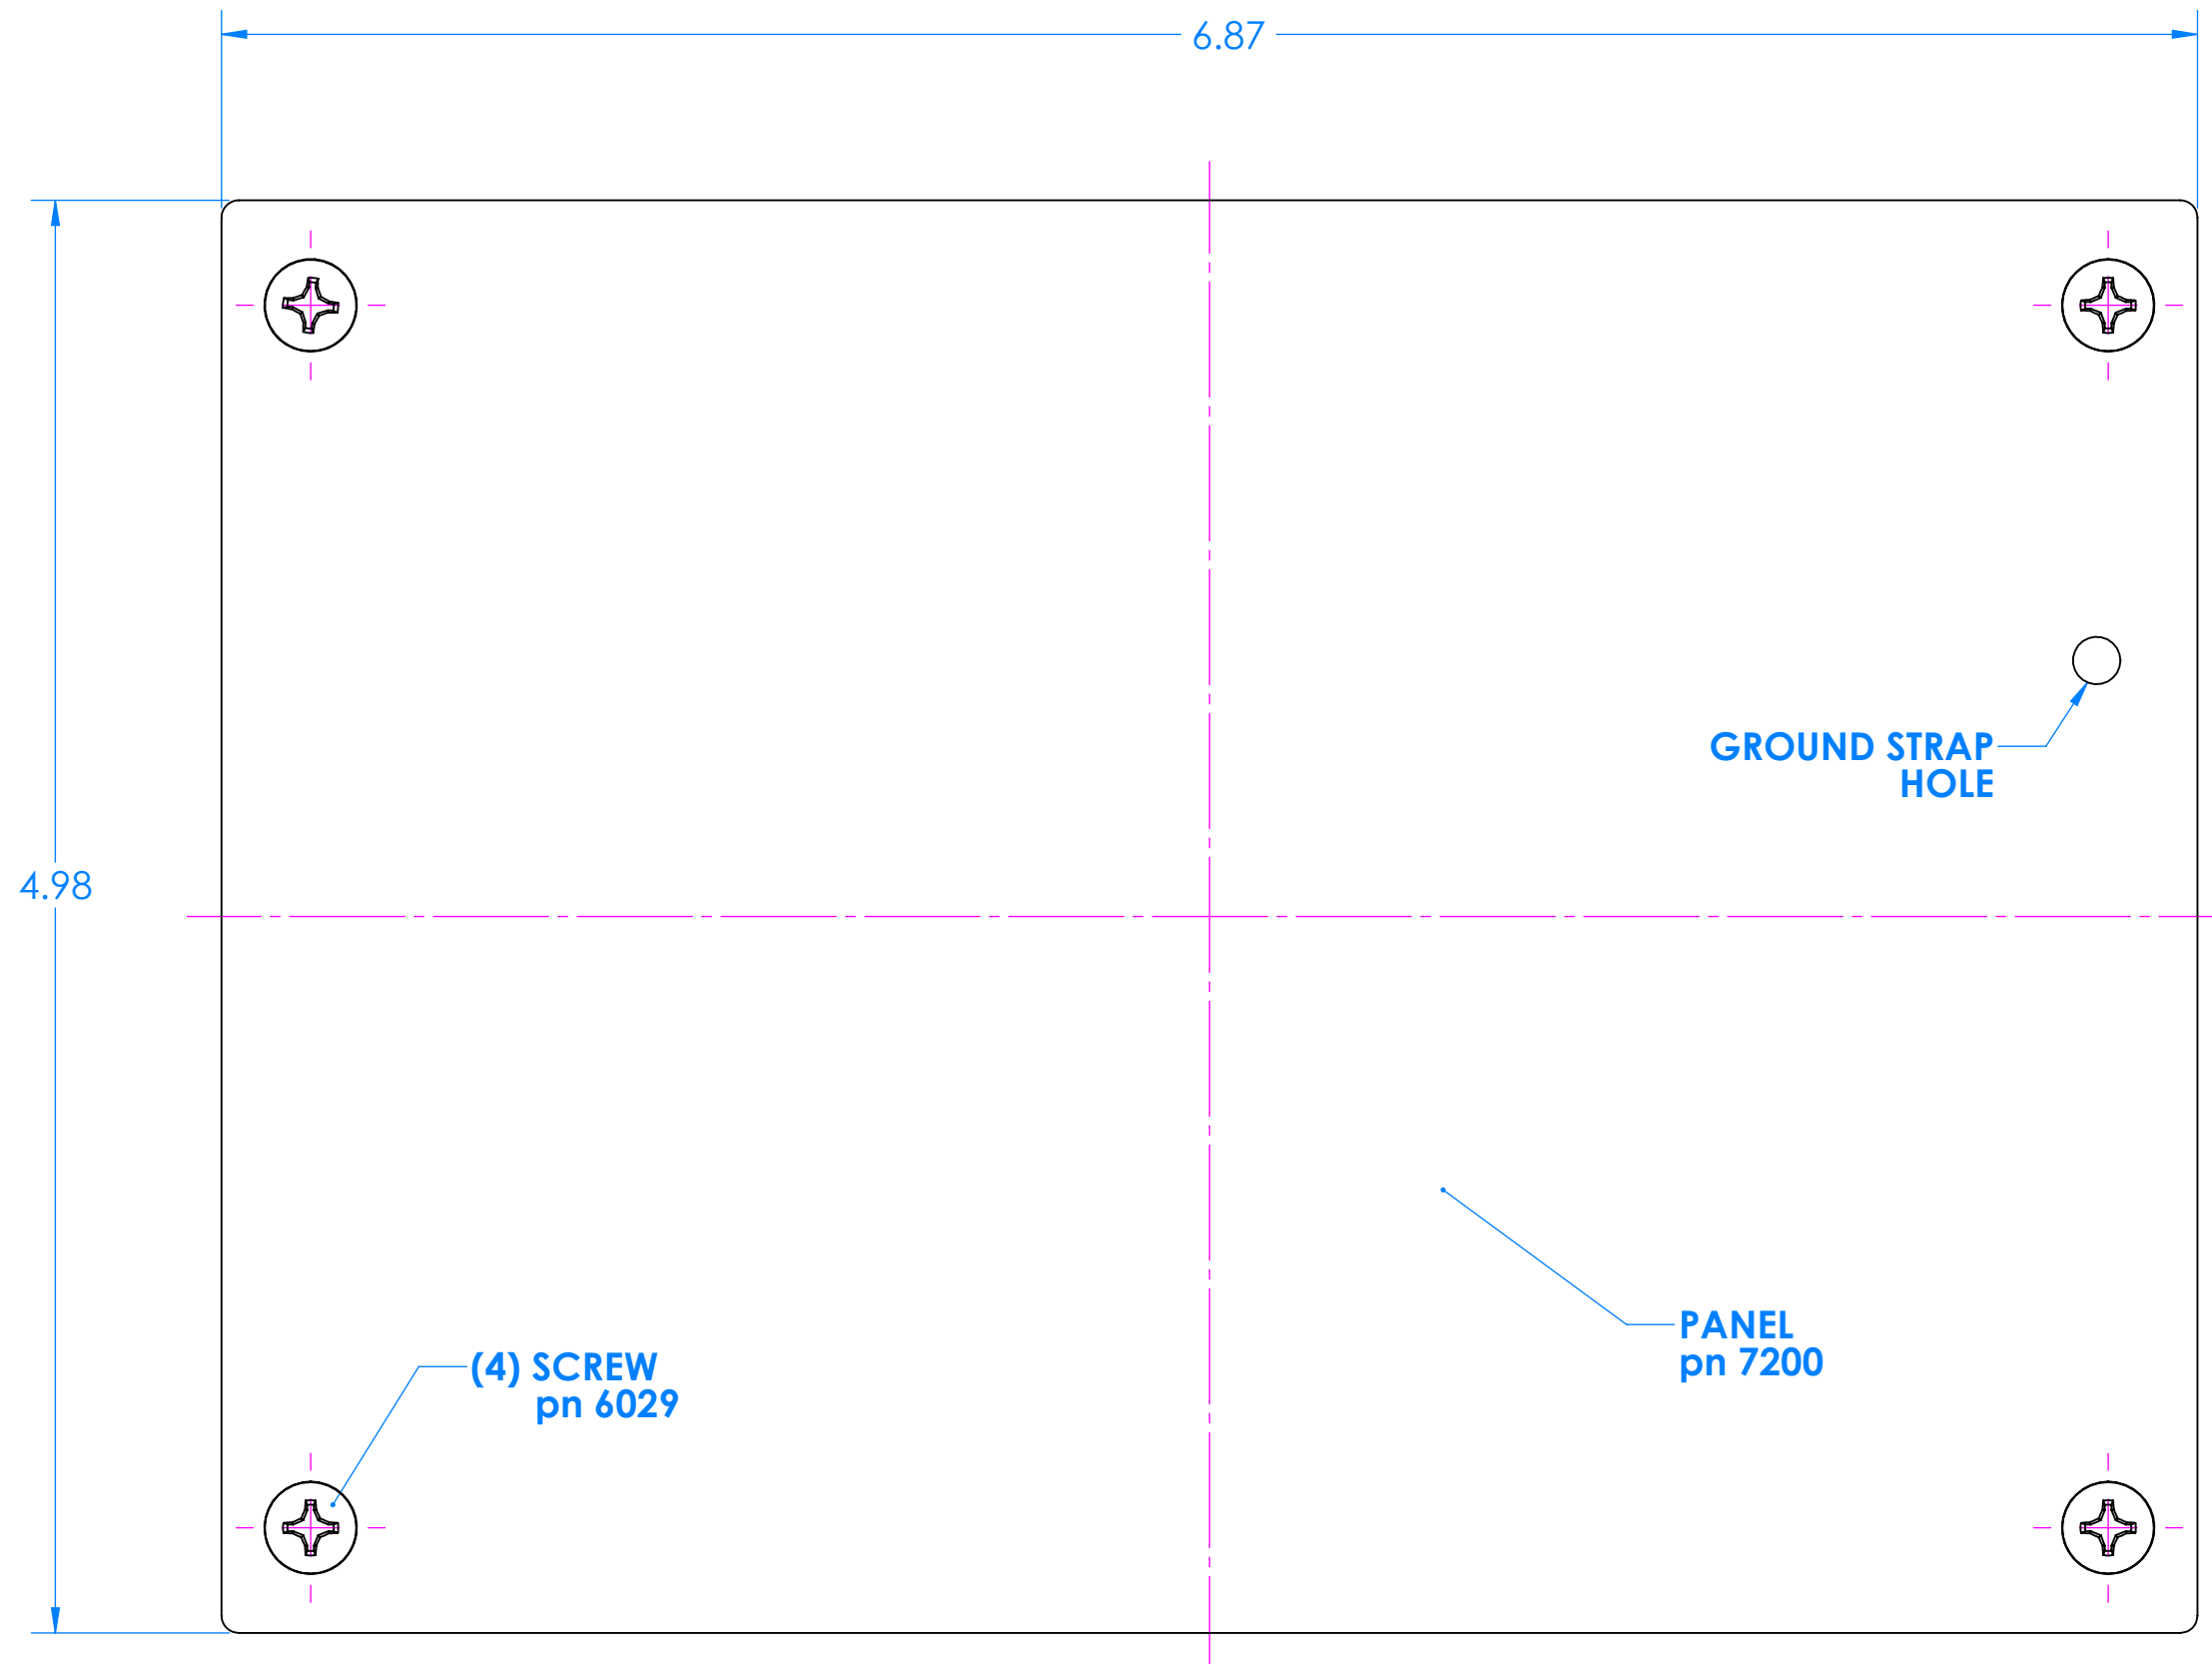 6.87
GROUND STRAP
HOLE
4.98
PANEL
pn 7200
(4) SCREW
pn 6029